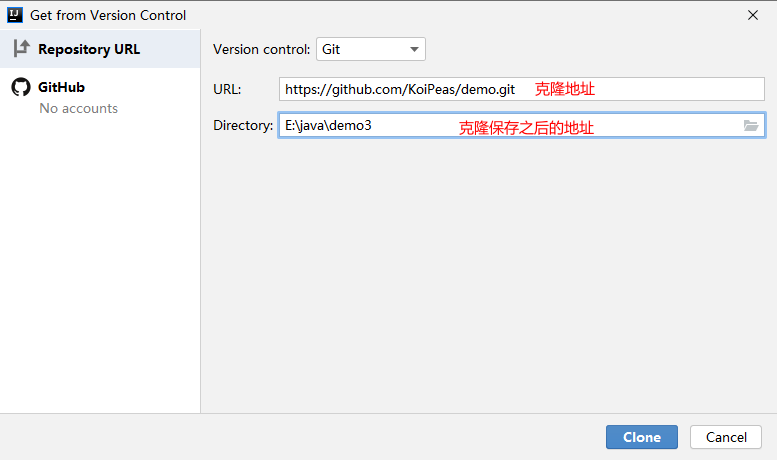 Get from Version Control
Repository URL
GitHub
No accounts
Version control: Git
URL: https://github.com/KoiPeas/demo.git 克隆地址
Directory: E:\java\demo3 克隆保存之后的地址
Clone Cancel